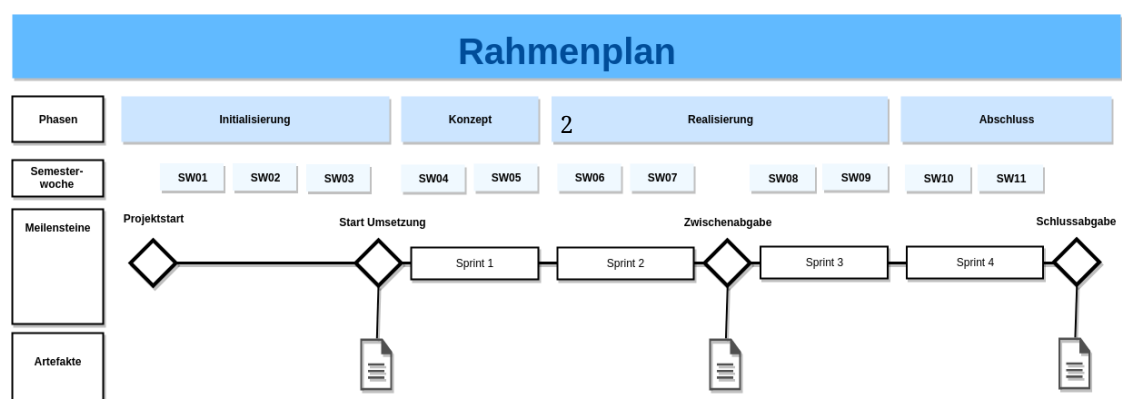 Rahmenplan
Phasen
Initialisierung
Konzept
2
Realisierung
Abschluss
Semester-
woche
SW01
SW02
SW03
SW04
SW05
SW06
SW07
SW08
SW09
SW10
SW11
Meilensteine
Projektstart
Start Umsetzung
Zwischenabgabe
Schlussabgabe
Sprint 1
Sprint 2
Sprint 3
Sprint 4
Artefakte